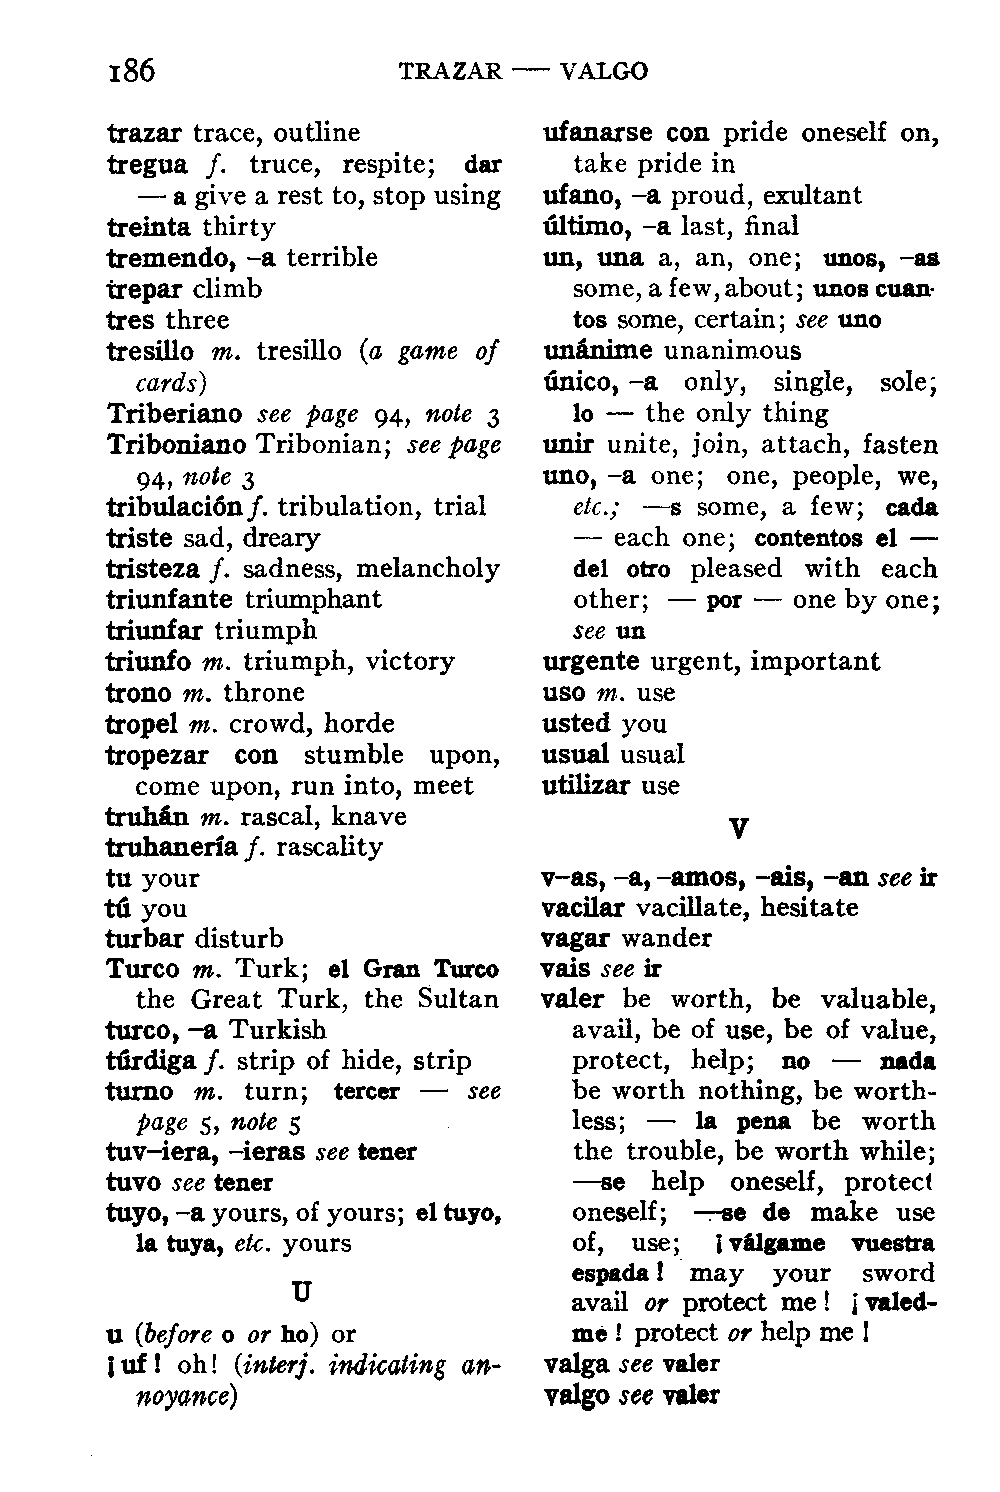 186 TRAZAR — VALGO
trazar trace, outline
tregua f. truce, respite; dar
— a give a rest to, stop using
treinta thirty
tremendo, –a terrible
trepar climb
tres three
tresillo m. tresillo (a game of
cards)
Triberiano see page 94, note 3
Triboniano Tribonian; see page
94, note 3
tribulación f. tribulation, trial
triste sad, dreary
tristeza f. sadness, melancholy
triunfante triumphant
triunfar triumph
triunfo m. triumph, victory
trono m. throne
tropel m. crowd, horde
tropezar con stumble upon,
come upon, run into, meet
truhán m. rascal, knave
truhanería f. rascality
tu your
tú you
turbar disturb
Turco m. Turk; el Gran Turco
the Great Turk, the Sultan
turco, –a Turkish
túrdiga f. strip of hide, strip
turno m. turn; tercer — see
page 5, note 5
tuv–iera, –ieras see tener
tuvo see tener
tuyo, –a yours, of yours; el tuyo,
la tuya, etc. yours
U
u (before o or ho) or
¡uf! oh! (interj. indicating an-
noyance)
ufanarse con pride oneself on,
take pride in
ufano, –a proud, exultant
último, –a last, final
un, una a, an, one; unos, –as
some, a few, about; unos cuan-
tos some, certain; see uno
unánime unanimous
único, –a only, single, sole;
lo — the only thing
unir unite, join, attach, fasten
uno, –a one; one, people, we,
etc.; —s some, a few; cada
— each one; contentos el —
del otro pleased with each
other; — por — one by one;
see un
urgente urgent, important
uso m. use
usted you
usual usual
utilizar use
V
v–as, –a, –amos, –ais, –an see ir
vacilar vacillate, hesitate
vagar wander
vais see ir
valer be worth, be valuable,
avail, be of use, be of value,
protect, help; no — nada
be worth nothing, be worth-
less; — la pena be worth
the trouble, be worth while;
—se help oneself, protect
oneself; —se de make use
of, use; ¡válgame vuestra
espada! may your sword
avail or protect me! ¡valed-
me! protect or help me!
valga see valer
valgo see valer